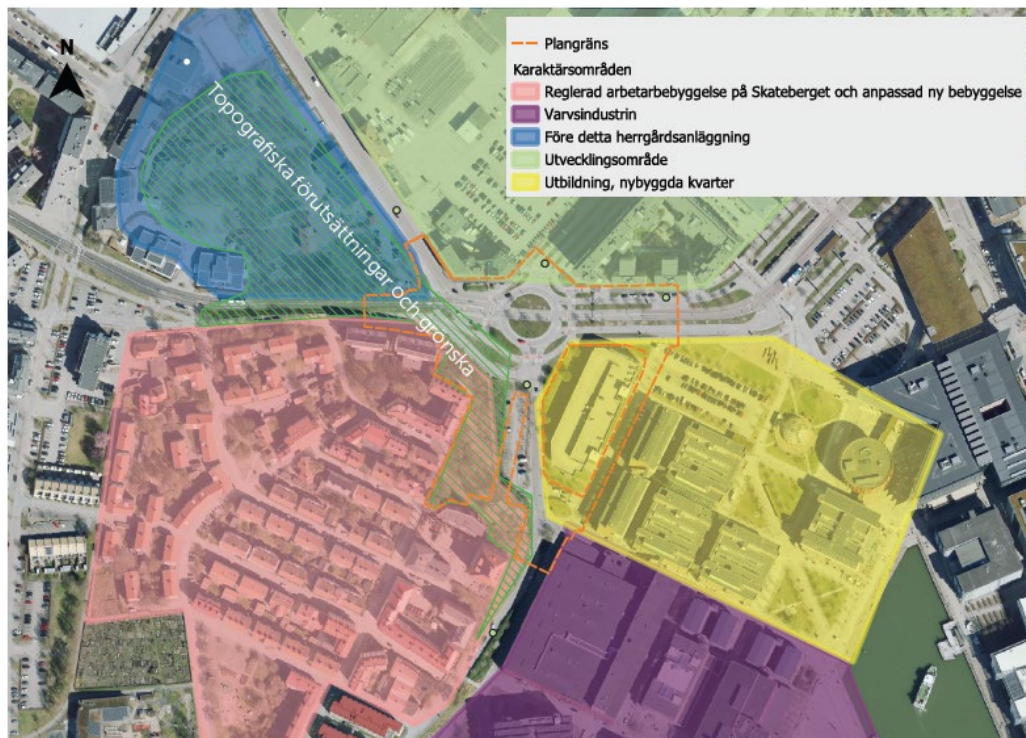 N
Plangräns
Karaktärsområden
Reglerad arbetarbebyggelse på Skateberget och anpassad ny bebyggelse
Varvsindustrin
Före detta herrgårdsanläggning
Utvecklingsområde
Utbildning, nybyggda kvarter
Topografiska förutsättningar och grönska